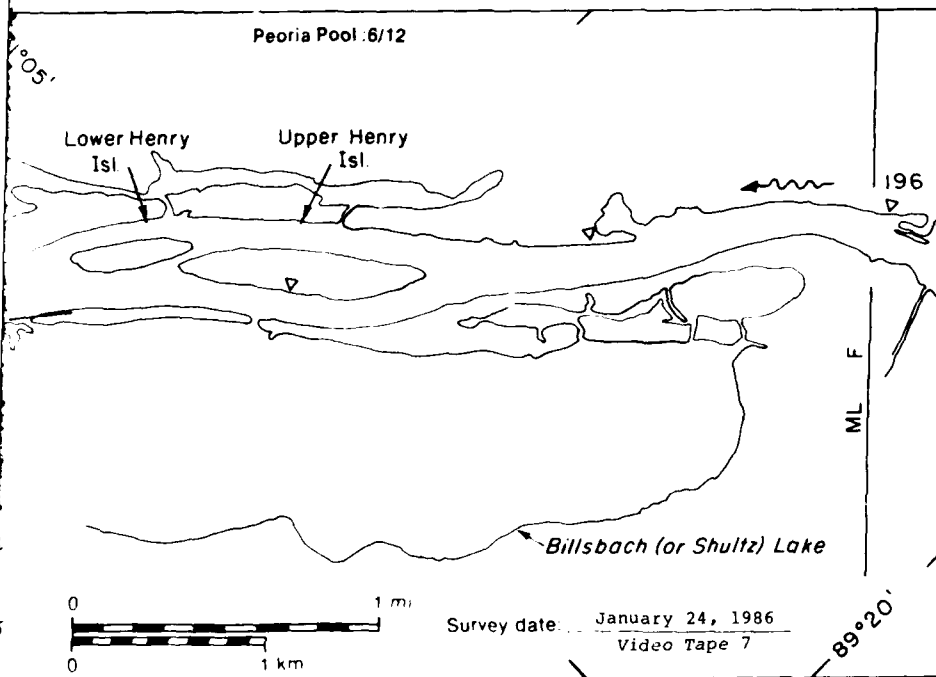 Peoria Pool :6/12
1°05'
Lower Henry
Isl.
Upper Henry
Isl.
196
ML F
Billsbach (or Shultz) Lake
0 1 mi
0 1 km
Survey date: January 24, 1986
Video Tape 7
89°20'